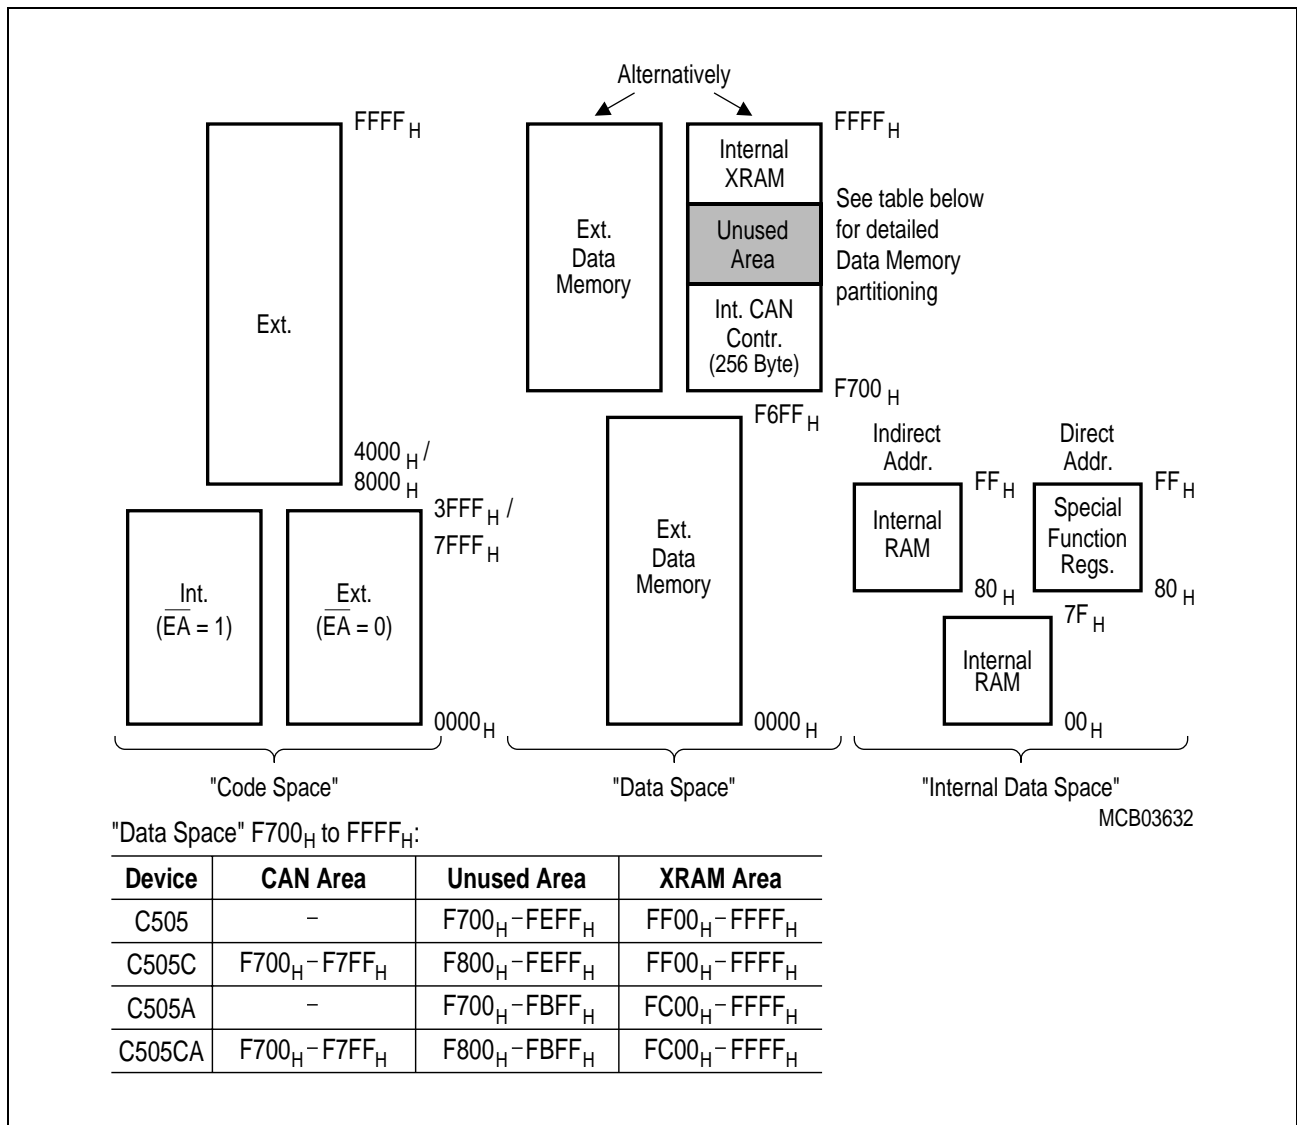 Alternatively
FFFF H
FFFF H
Internal
XRAM
See table below
for detailed
Data Memory
partitioning
Ext.
Data
Memory
Unused
Area
Ext.
Int. CAN
Contr.
(256 Byte)
F700 H
F6FF H
4000 H /
8000 H
3FFF H /
7FFF H
Int.
(EA = 1)
Ext.
(EA = 0)
0000 H
Ext.
Data
Memory
0000 H
Indirect
Addr.
Direct
Addr.
FF H
FF H
Internal
RAM
Special
Function
Regs.
80 H
80 H
7F H
Internal
RAM
00 H
"Code Space"
"Data Space"
"Internal Data Space"
MCB03632
"Data Space" F700H to FFFFH:
Device CAN Area Unused Area XRAM Area
C505 – F700H–FEFFH FF00H–FFFFH
C505C F700H–F7FFH F800H–FEFFH FF00H–FFFFH
C505A – F700H–FBFFH FC00H–FFFFH
C505CA F700H–F7FFH F800H–FBFFH FC00H–FFFFH